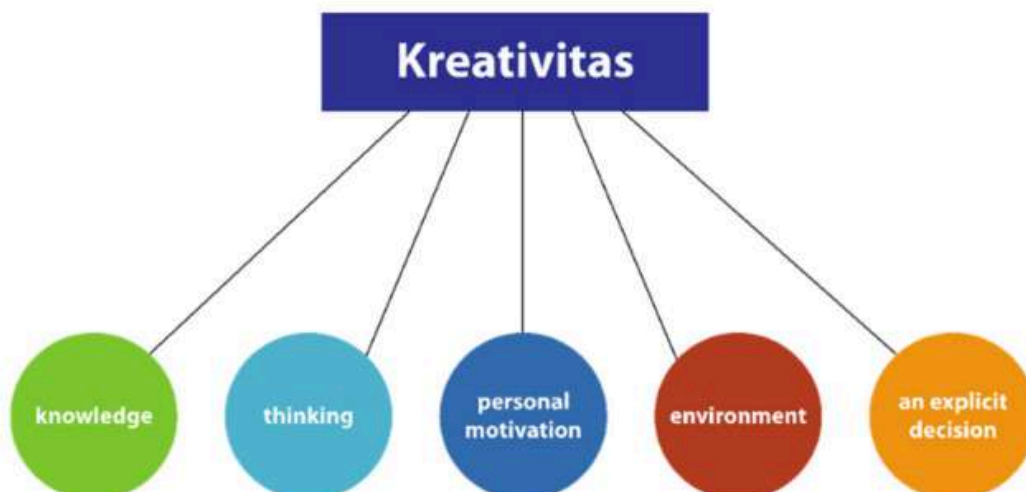 Kreativitas
knowledge
thinking
personal
motivation
environment
an explicit
decision